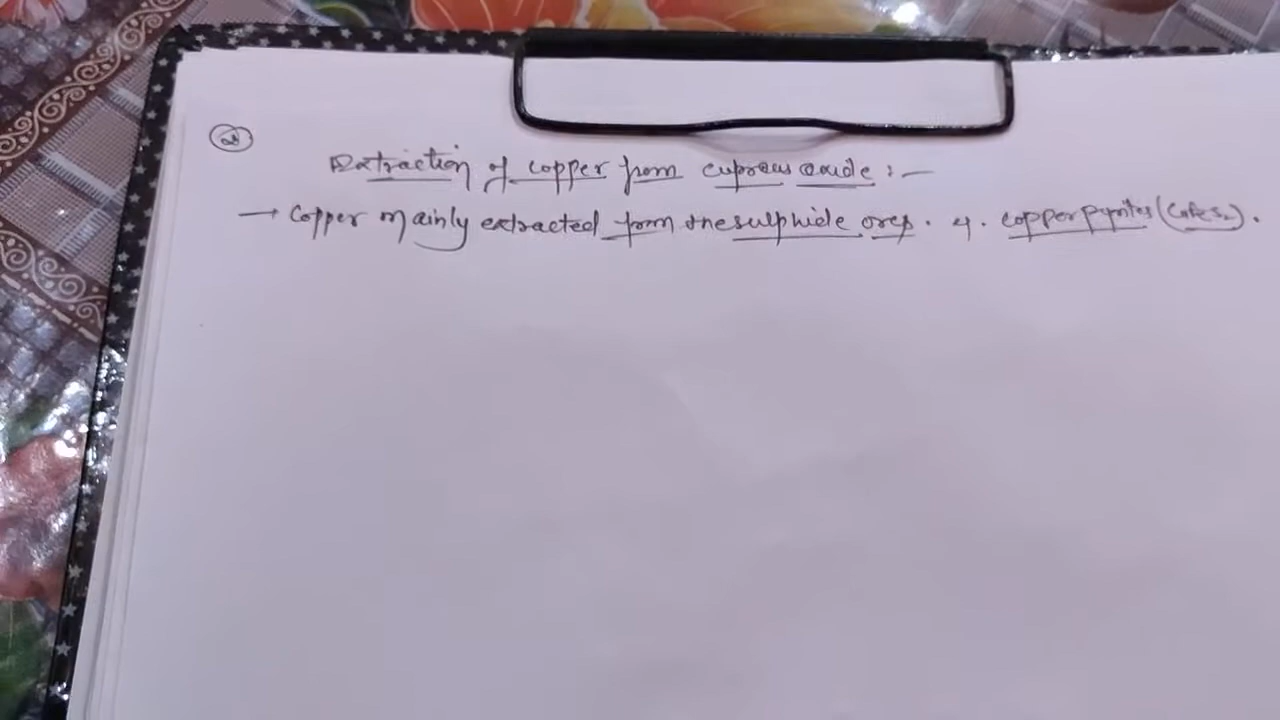 Extraction of copper from cuprous oxide :-
→ Copper mainly extracted from the sulphide ores. copper pyrites (CuFeS₂).